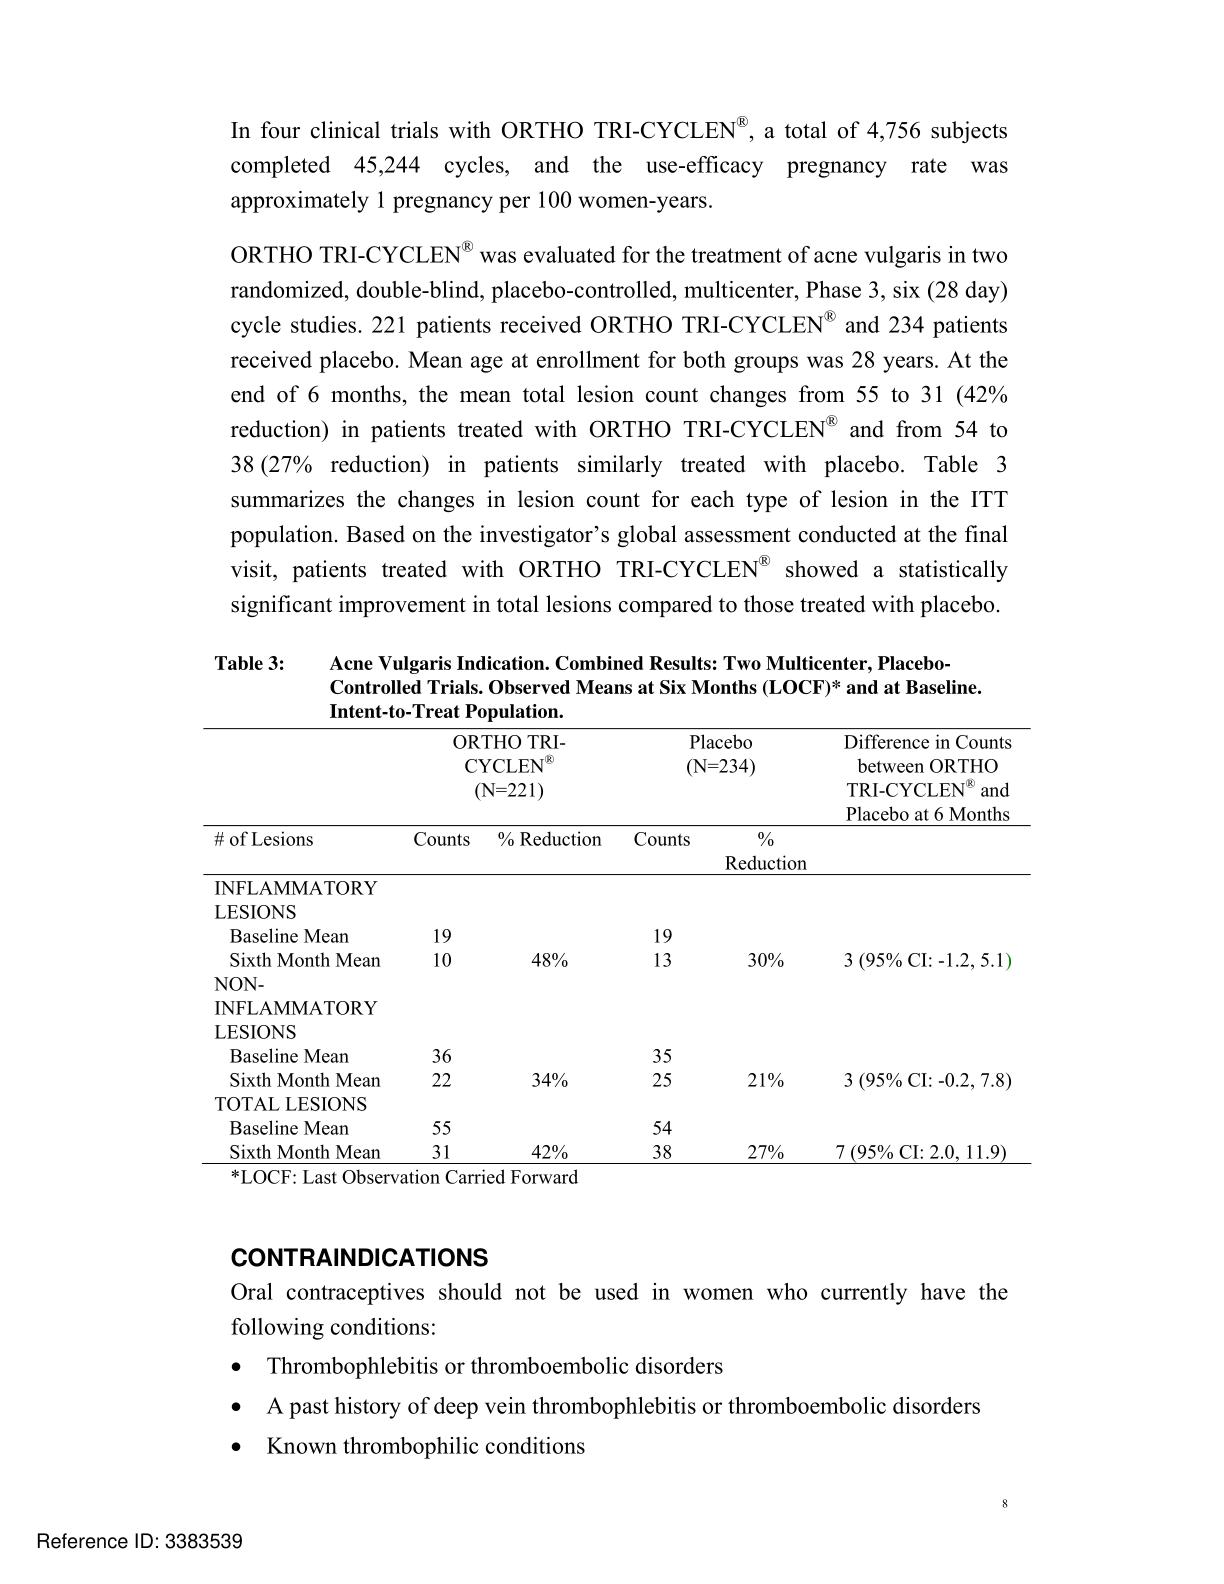 In four clinical trials with ORTHO TRI-CYCLEN®, a total of 4,756 subjects
completed 45,244 cycles, and the use-efficacy pregnancy rate was
approximately 1 pregnancy per 100 women-years.
ORTHO TRI-CYCLEN® was evaluated for the treatment of acne vulgaris in two
randomized, double-blind, placebo-controlled, multicenter, Phase 3, six (28 day)
cycle studies. 221 patients received ORTHO TRI-CYCLEN® and 234 patients
received placebo. Mean age at enrollment for both groups was 28 years. At the
end of 6 months, the mean total lesion count changes from 55 to 31 (42%
reduction) in patients treated with ORTHO TRI-CYCLEN® and from 54 to
38 (27% reduction) in patients similarly treated with placebo. Table 3
summarizes the changes in lesion count for each type of lesion in the ITT
population. Based on the investigator’s global assessment conducted at the final
visit, patients treated with ORTHO TRI-CYCLEN® showed a statistically
significant improvement in total lesions compared to those treated with placebo.
Table 3: Acne Vulgaris Indication. Combined Results: Two Multicenter, Placebo-
Controlled Trials. Observed Means at Six Months (LOCF)* and at Baseline.
Intent-to-Treat Population.
ORTHO TRI- Placebo Difference in Counts
CYCLEN® (N=234) between ORTHO
(N=221) TRI-CYCLEN® and
Placebo at 6 Months
# of Lesions Counts % Reduction Counts %
Reduction
INFLAMMATORY
LESIONS
Baseline Mean 19 19
Sixth Month Mean 10 48% 13 30% 3 (95% CI: -1.2, 5.1)
NON-
INFLAMMATORY
LESIONS
Baseline Mean 36 35
Sixth Month Mean 22 34% 25 21% 3 (95% CI: -0.2, 7.8)
TOTAL LESIONS
Baseline Mean 55 54
Sixth Month Mean 31 42% 38 27% 7 (95% CI: 2.0, 11.9)
*LOCF: Last Observation Carried Forward
CONTRAINDICATIONS
Oral contraceptives should not be used in women who currently have the
following conditions:
• Thrombophlebitis or thromboembolic disorders
• A past history of deep vein thrombophlebitis or thromboembolic disorders
• Known thrombophilic conditions
8
Reference ID: 3383539